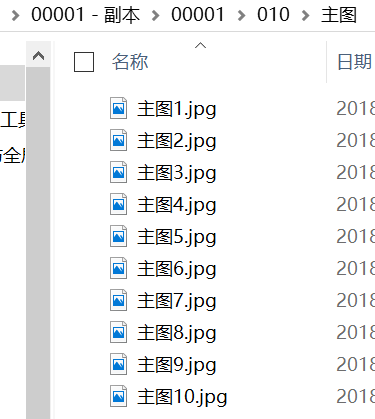 00001 - 副本 > 00001 > 010 > 主图
名称 日期
工具
主图1.jpg 2018
主图2.jpg 2018
主图3.jpg 2018
主图4.jpg 2018
主图5.jpg 2018
主图6.jpg 2018
主图7.jpg 2018
主图8.jpg 2018
主图9.jpg 2018
主图10.jpg 2018